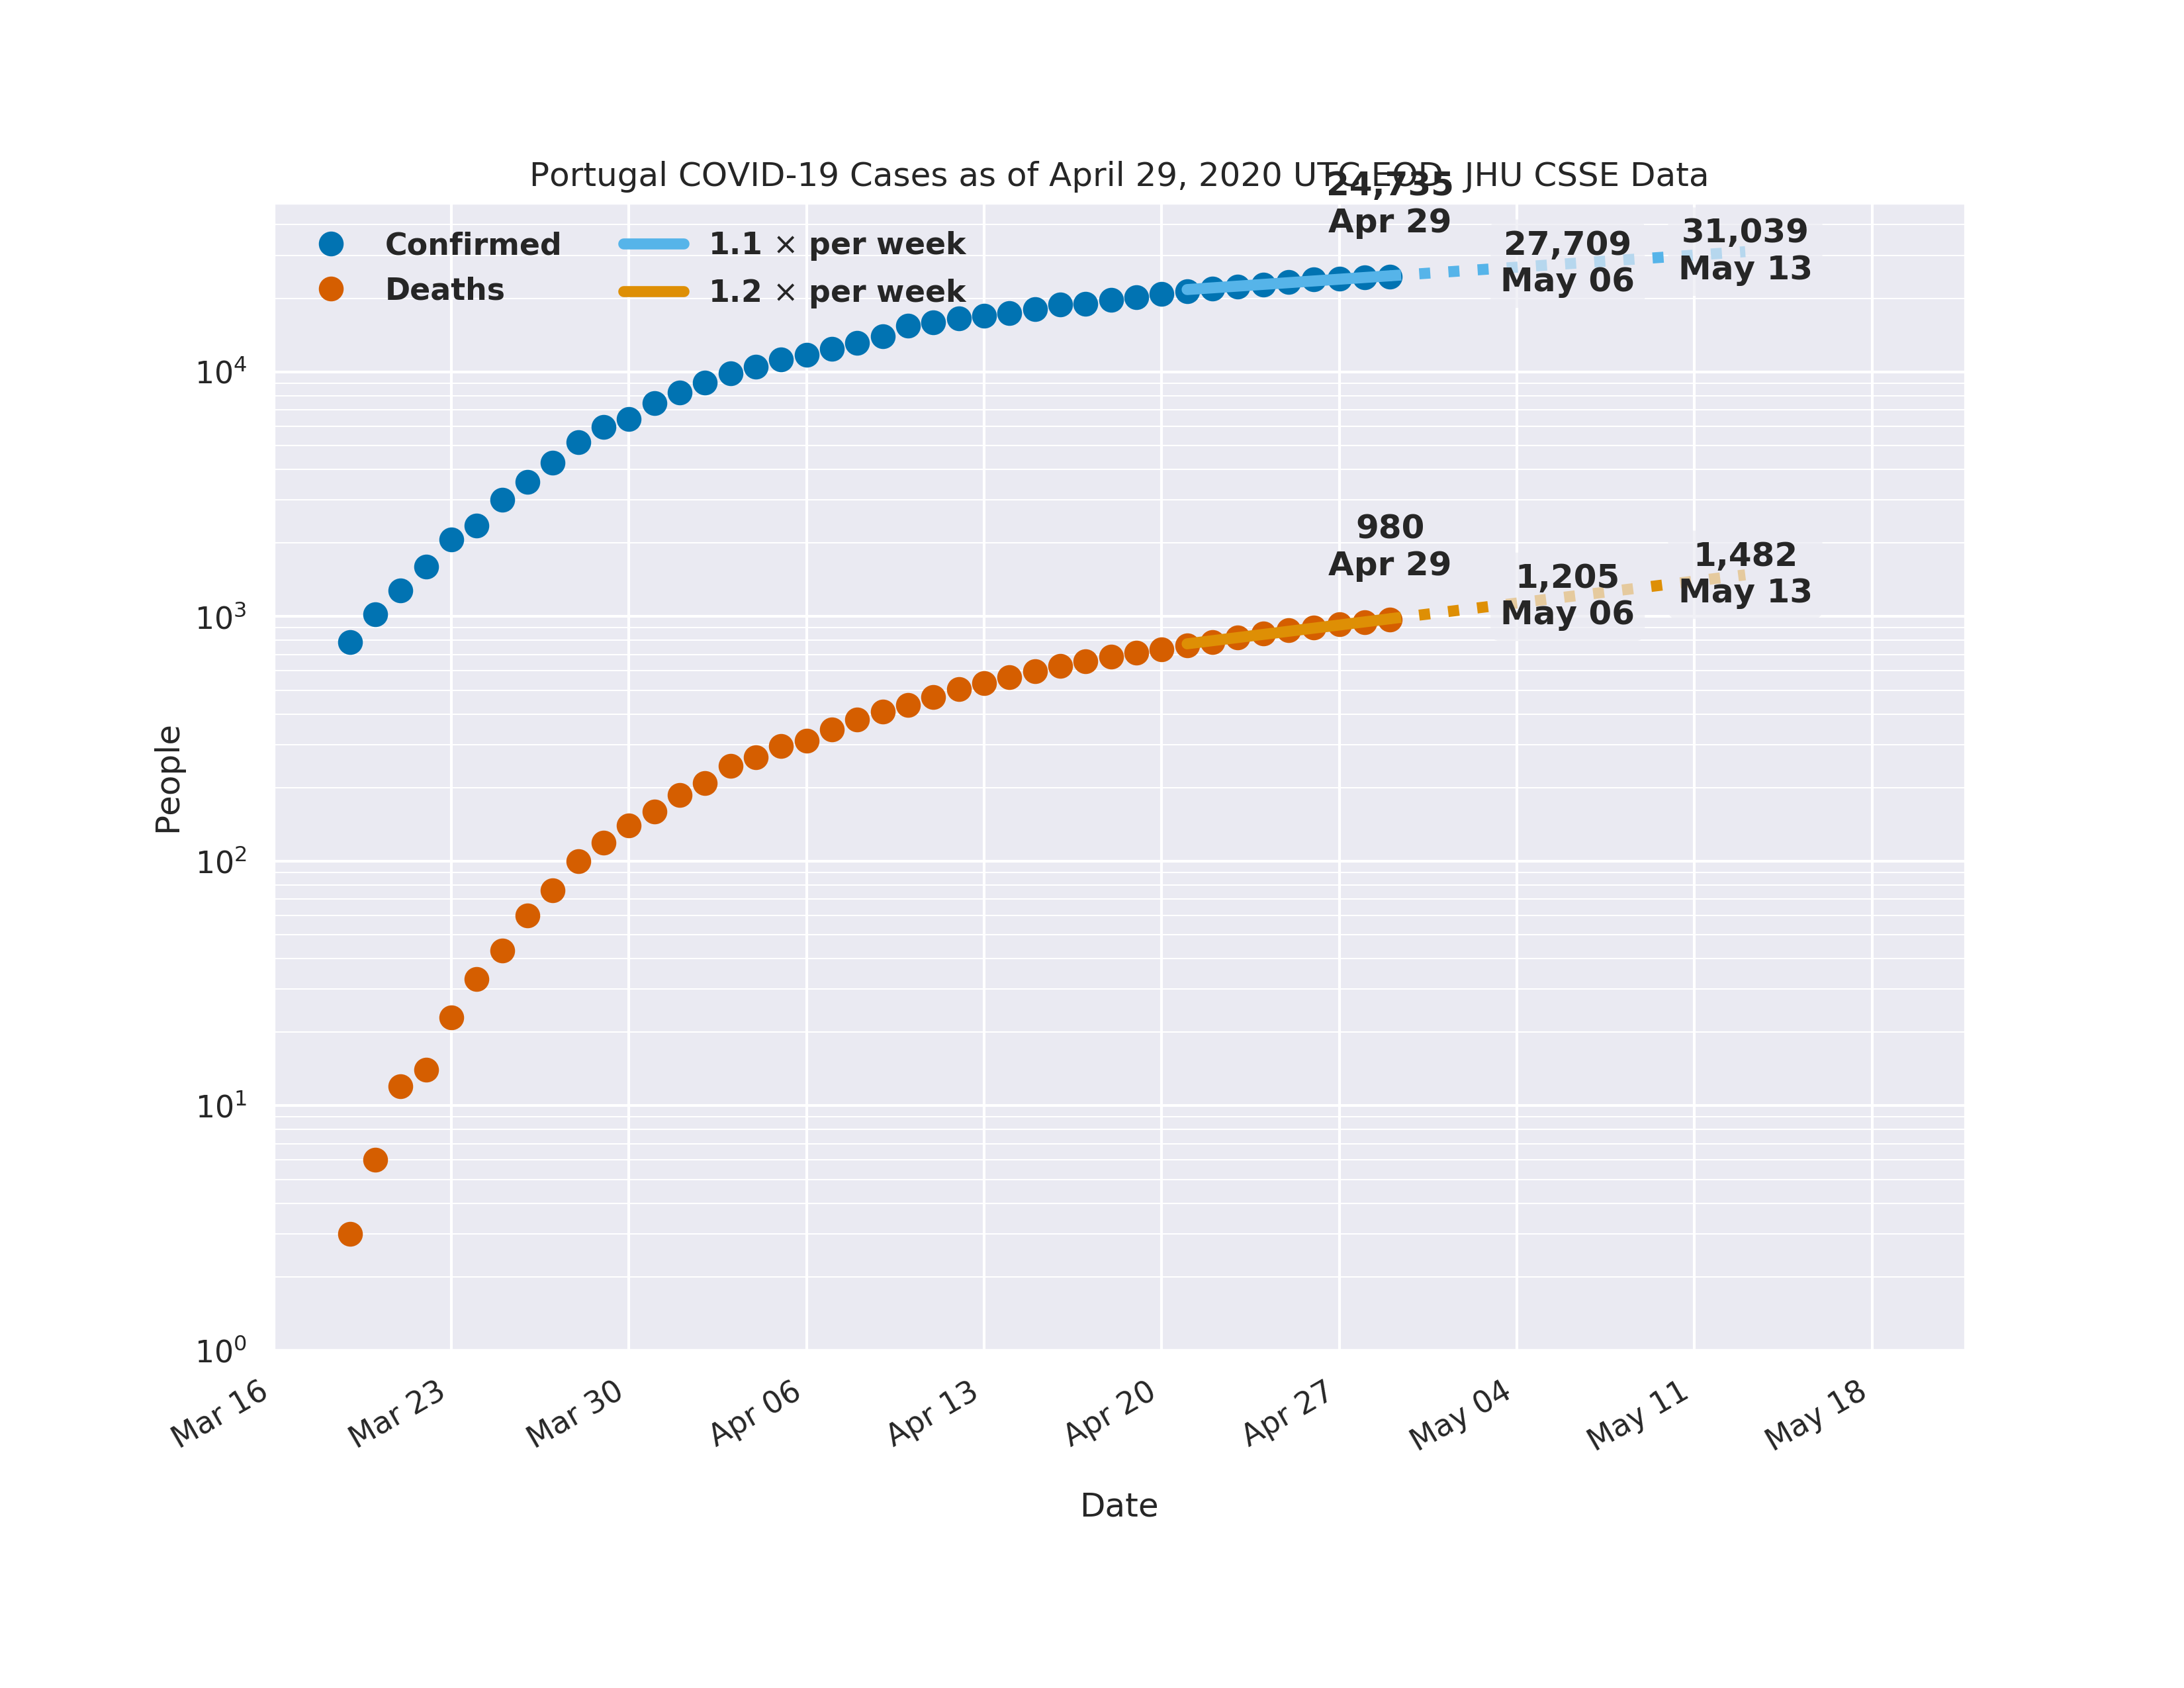 Portugal COVID-19 Cases as of April 29, 2020 UTC EOD, JHU CSSE Data
24,735
Apr 29
27,709
May 06
31,039
May 13
Confirmed
Deaths
1.1 × per week
1.2 × per week
980
Apr 29
1,205
May 06
1,482
May 13
People
10⁴
10³
10²
10¹
10⁰
Mar 16
Mar 23
Mar 30
Apr 06
Apr 13
Apr 20
Apr 27
May 04
May 11
May 18
Date